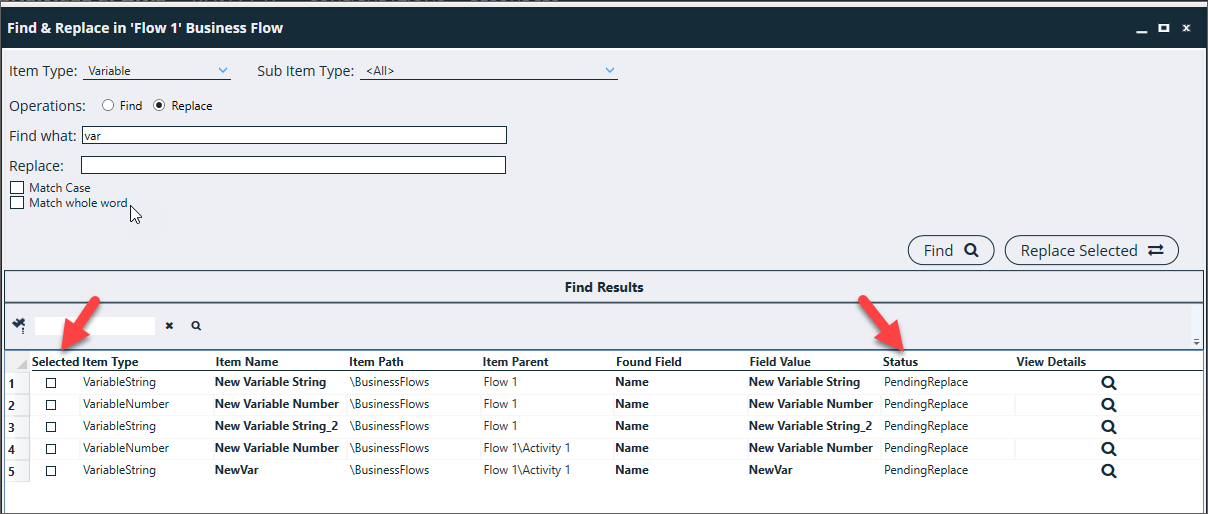 Find & Replace in 'Flow 1' Business Flow
Item Type: Variable Sub Item Type: <All>
Operations: Find Replace
Find what: var
Replace:
Match Case
Match whole word
Find Replace Selected
Find Results
Selected Item Type Item Name Item Path Item Parent Found Field Field Value Status View Details
1 VariableString New Variable String \BusinessFlows Flow 1 Name New Variable String PendingReplace
2 VariableNumber New Variable Number \BusinessFlows Flow 1 Name New Variable Number PendingReplace
3 VariableString New Variable String_2 \BusinessFlows Flow 1 Name New Variable String_2 PendingReplace
4 VariableNumber New Variable Number \BusinessFlows Flow 1\Activity 1 Name New Variable Number PendingReplace
5 VariableString NewVar \BusinessFlows Flow 1\Activity 1 Name NewVar PendingReplace